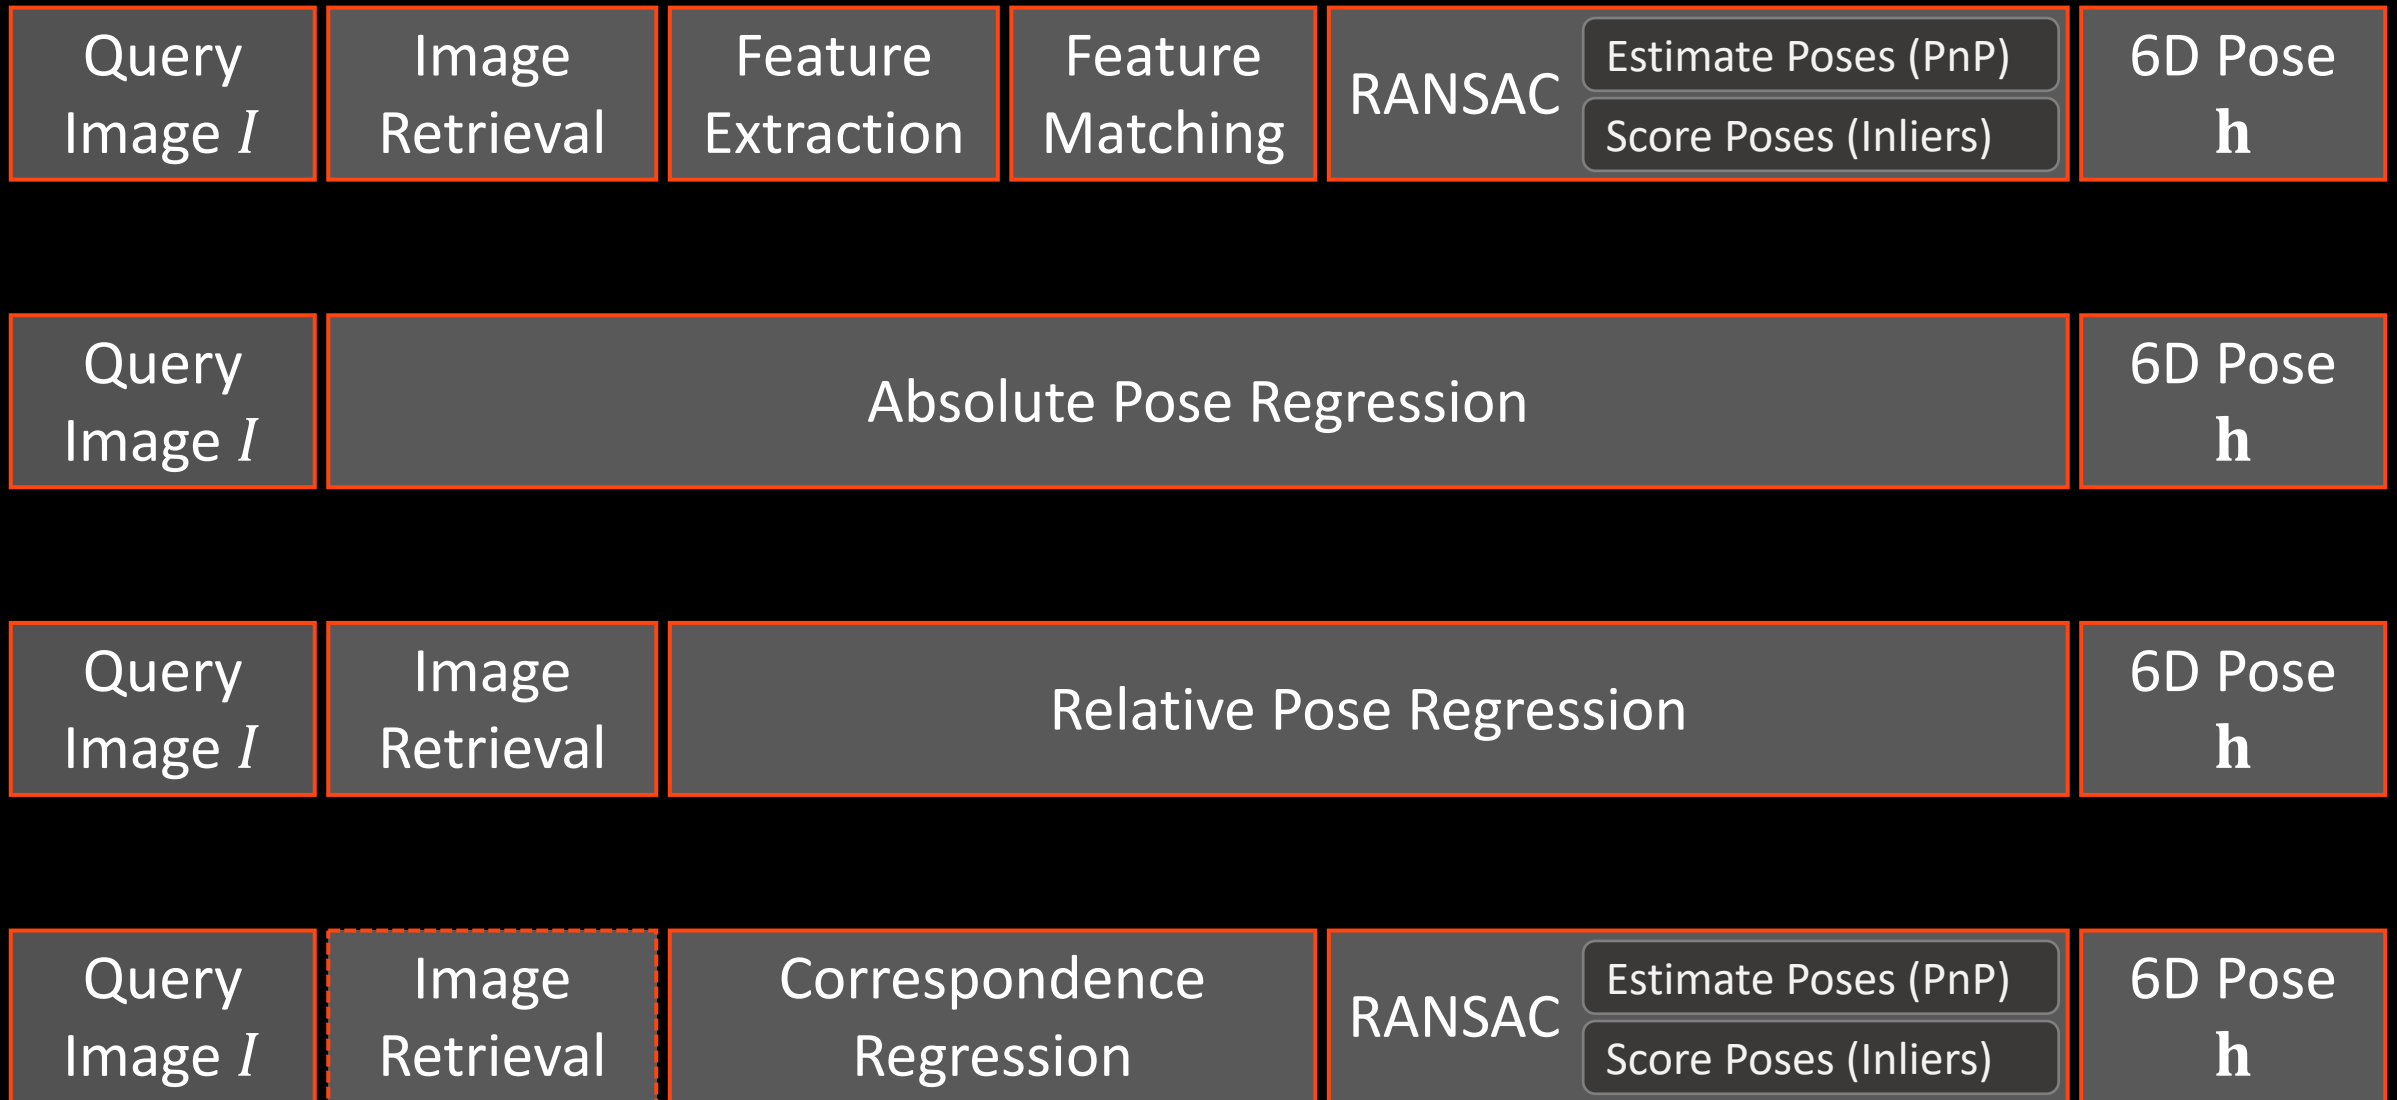 Query
Image I
Image
Retrieval
Feature
Extraction
Feature
Matching
RANSAC
Estimate Poses (PnP)
Score Poses (Inliers)
6D Pose
h
Query
Image I
Absolute Pose Regression
6D Pose
h
Query
Image I
Image
Retrieval
Relative Pose Regression
6D Pose
h
Query
Image I
Image
Retrieval
Correspondence
Regression
RANSAC
Estimate Poses (PnP)
Score Poses (Inliers)
6D Pose
h